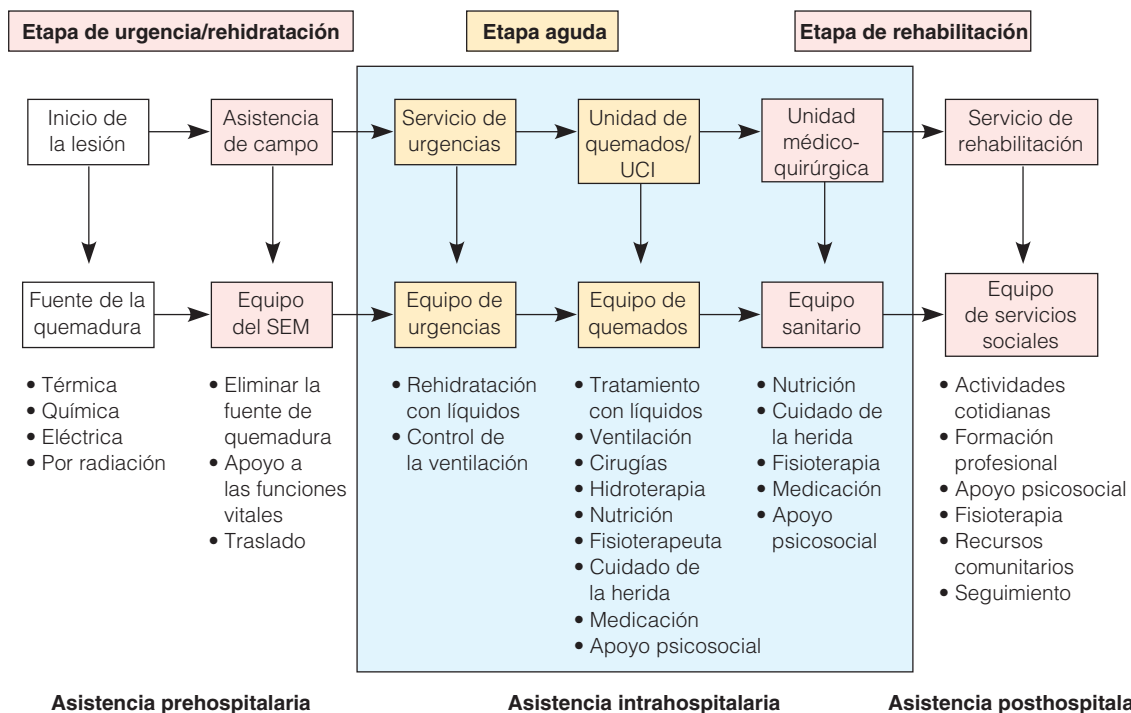 Etapa de urgencia/rehidratación
Etapa aguda
Etapa de rehabilitación
Inicio de
la lesión
Asistencia
de campo
Servicio de
urgencias
Unidad de
quemados/
UCI
Unidad
médico-
quirúrgica
Servicio de
rehabilitación
Fuente de la
quemadura
Equipo
del SEM
Equipo de
urgencias
Equipo de
quemados
Equipo
sanitario
Equipo
de servicios
sociales
• Térmica
• Química
• Eléctrica
• Por radiación
• Eliminar la
fuente de
quemadura
• Apoyo a
las funciones
vitales
• Traslado
• Rehidratación
con líquidos
• Control de
la ventilación
• Tratamiento
con líquidos
• Ventilación
• Cirugías
• Hidroterapia
• Nutrición
• Fisioterapeuta
• Cuidado de
la herida
• Medicación
• Apoyo psicosocial
• Nutrición
• Cuidado de
la herida
• Fisioterapia
• Medicación
• Apoyo
psicosocial
• Actividades
cotidianas
• Formación
profesional
• Apoyo psicosocial
• Fisioterapia
• Recursos
comunitarios
• Seguimiento
Asistencia prehospitalaria
Asistencia intrahospitalaria
Asistencia